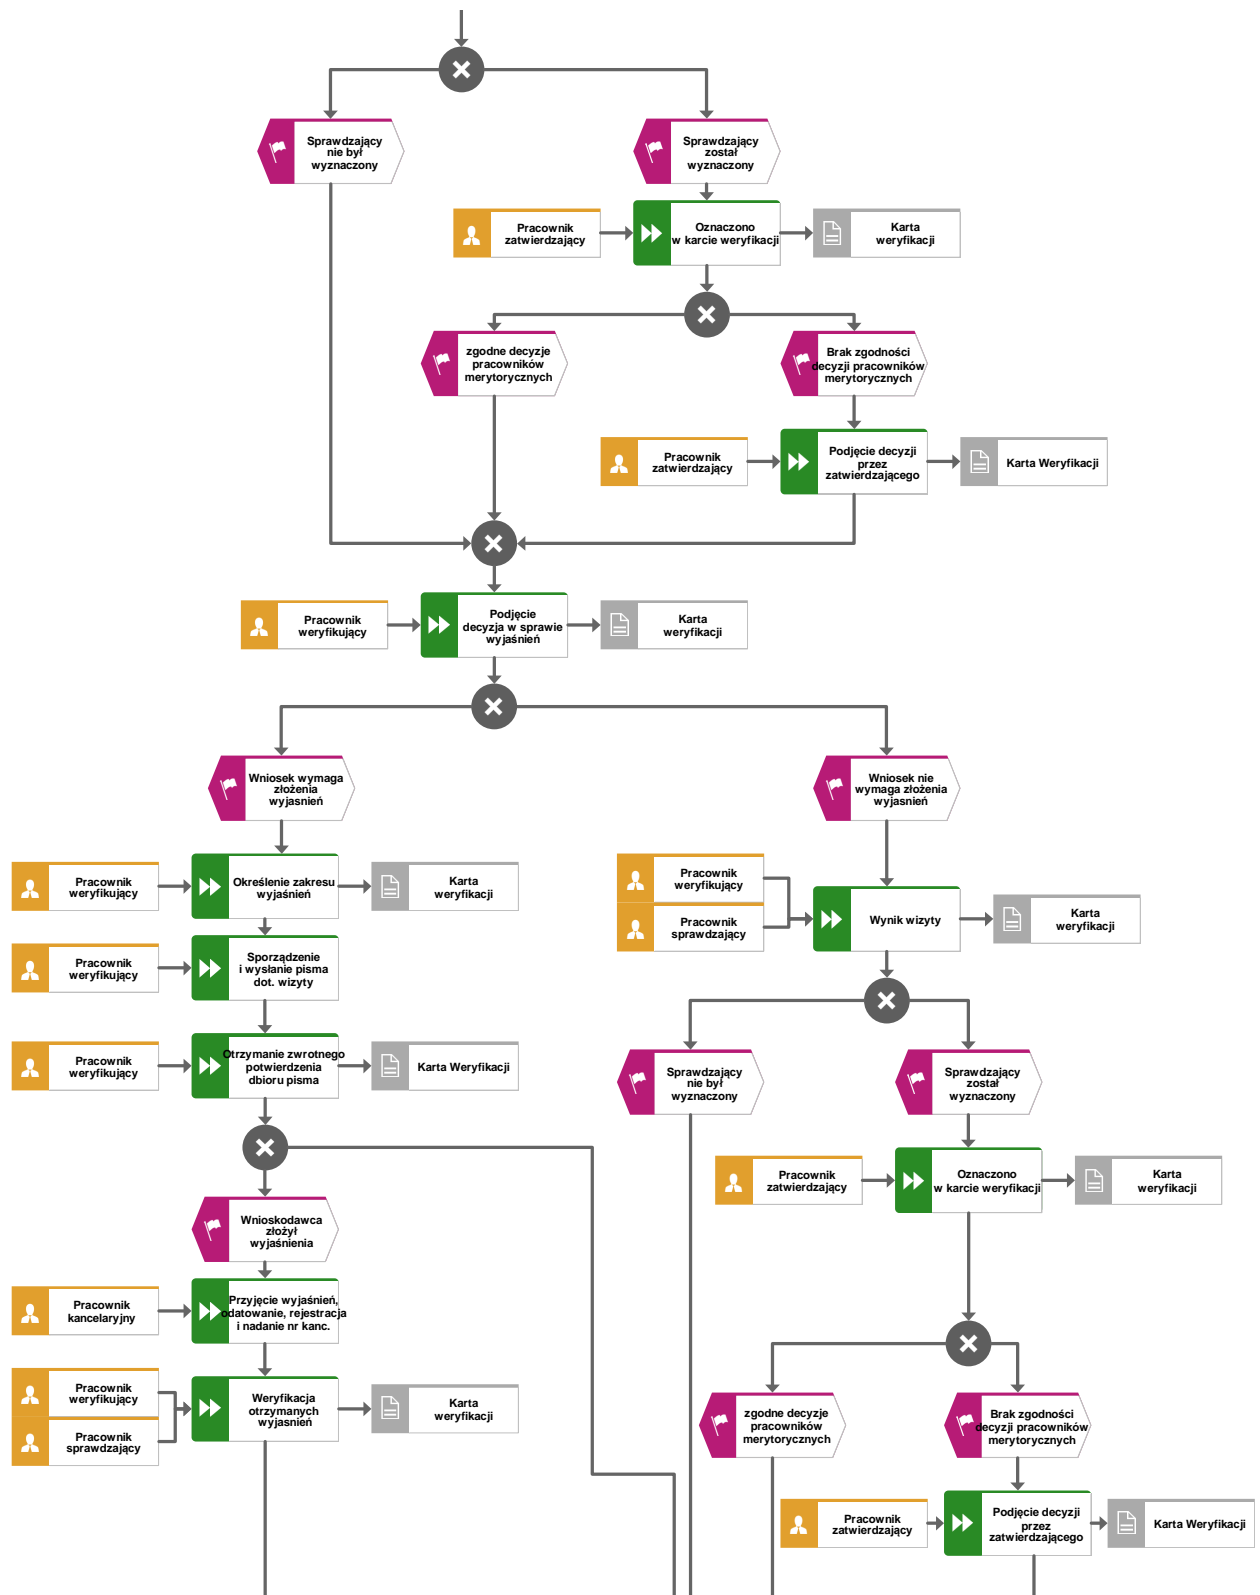 Sprawdzający
nie był
wyznaczony
Sprawdzający
został
wyznaczony
Pracownik
zatwierdzający
Oznaczono
w karcie weryfikacji
Karta
weryfikacji
zgodne decyzje
pracowników
merytorycznych
Brak zgodności
decyzji pracowników
merytorycznych
Pracownik
zatwierdzający
Podjęcie decyzji
przez
zatwierdzającego
Karta Weryfikacji
Pracownik
weryfikujący
Podjęcie
decyzja w sprawie
wyjaśnień
Karta
weryfikacji
Wniosek wymaga
złożenia
wyjasnień
Wniosek nie
wymaga złożenia
wyjasnień
Pracownik
weryfikujący
Określenie zakresu
wyjaśnień
Karta
weryfikacji
Pracownik
weryfikujący
Pracownik
sprawdzający
Wynik wizyty
Karta
weryfikacji
Pracownik
weryfikujący
Sporządzenie
i wysłanie pisma
dot. wizyty
Pracownik
weryfikujący
Otrzymanie zwrotnego
potwierdzenia
dbioru pisma
Karta Weryfikacji
Sprawdzający
nie był
wyznaczony
Sprawdzający
został
wyznaczony
Pracownik
zatwierdzający
Oznaczono
w karcie weryfikacji
Karta
weryfikacji
Wnioskodawca
złożył
wyjaśnienia
Pracownik
kancelaryjny
Przyjęcie wyjaśnień,
odatowanie, rejestracja
i nadanie nr kanc.
Pracownik
weryfikujący
Pracownik
sprawdzający
Weryfikacja
otrzymanych
wyjasnień
Karta
weryfikacji
zgodne decyzje
pracowników
merytorycznych
Brak zgodności
decyzji pracowników
merytorycznych
Pracownik
zatwierdzający
Podjęcie decyzji
przez
zatwierdzającego
Karta Weryfikacji